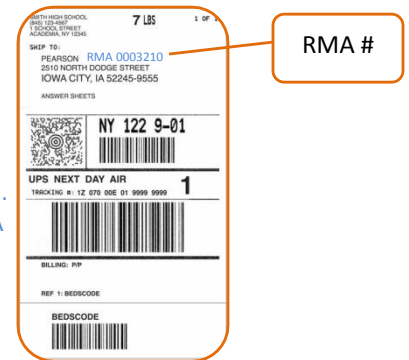 SMITH HIGH SCHOOL
(845) 123-4567
1 SCHOOL STREET
ACADEMIA, NY 12345
7 LBS
1 OF
SHIP TO:
PEARSON RMA 0003210
2510 NORTH DODGE STREET
IOWA CITY, IA 52245-9555
ANSWER SHEETS
NY 122 9-01
UPS NEXT DAY AIR
TRACKING #: 1Z 070 00E 01 9999 9999
1
BILLING: P/P
REF 1: BEDSCODE
BEDSCODE
RMA #